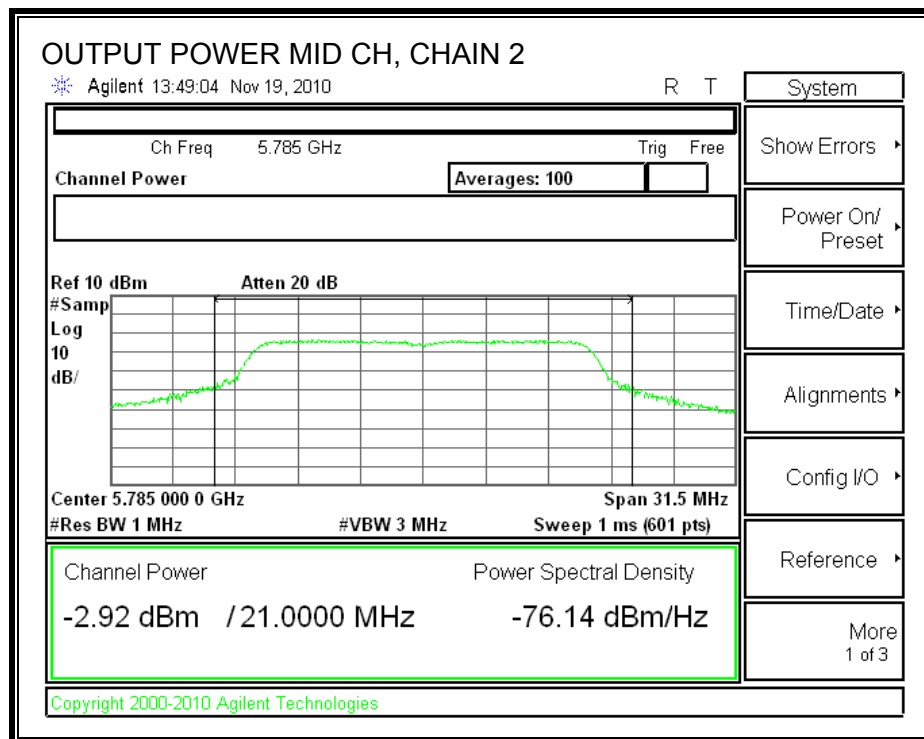 OUTPUT POWER MID CH, CHAIN 2
Agilent 13:49:04 Nov 19, 2010 R T
System
Ch Freq 5.785 GHz Trig Free
Channel Power Averages: 100
Show Errors
Power On/
Preset
Ref 10 dBm Atten 20 dB
#Samp
Log
10
dB/
Time/Date
Alignments
Config I/O
Center 5.785 000 0 GHz Span 31.5 MHz
#Res BW 1 MHz #VBW 3 MHz Sweep 1 ms (601 pts)
Channel Power Power Spectral Density
-2.92 dBm / 21.0000 MHz -76.14 dBm/Hz
Reference
More
1 of 3
Copyright 2000-2010 Agilent Technologies